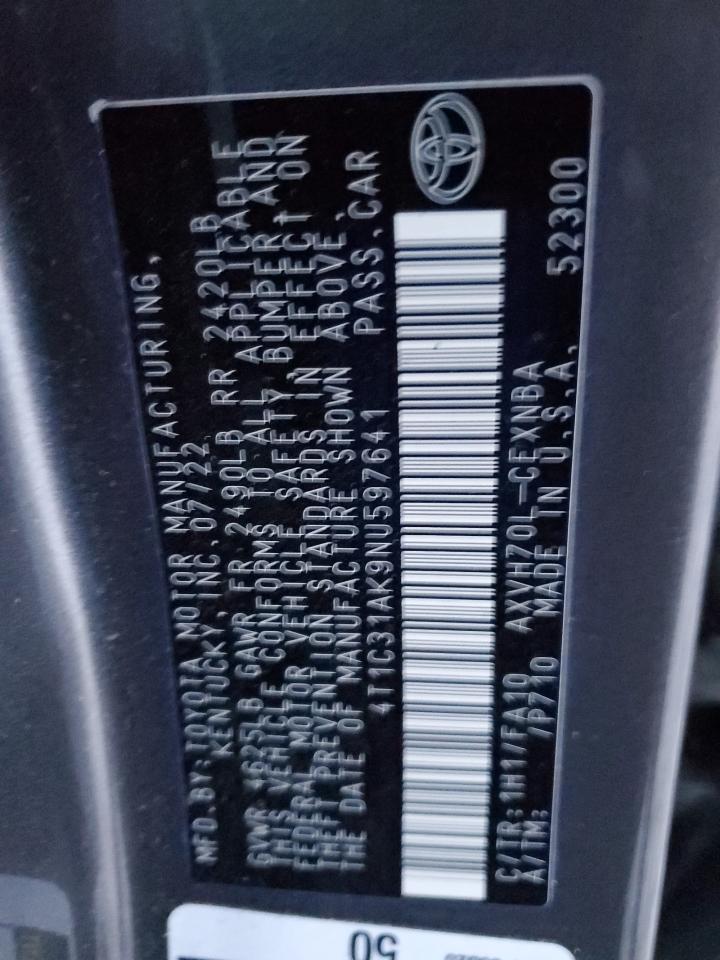 MFD.BY:TOYOTA MOTOR MANUFACTURING,
KENTUCKY, INC.07/22
GVWR 4625LB GAWR FR 2490LB RR 2420LB
THIS VEHICLE CONFORMS TO ALL APPLICABLE
FEDERAL MOTOR VEHICLE SAFETY, BUMPER, AND
THEFT PREVENTION STANDARDS IN EFFECT ON
THE DATE OF MANUFACTURE SHOWN ABOVE.
4T1C31AK9NU597641 PASS.CAR
C/TR:1H1/FA10 AXVH70L-CEXNBA
A/TM: /P710 MADE IN U.S.A. 52300
50